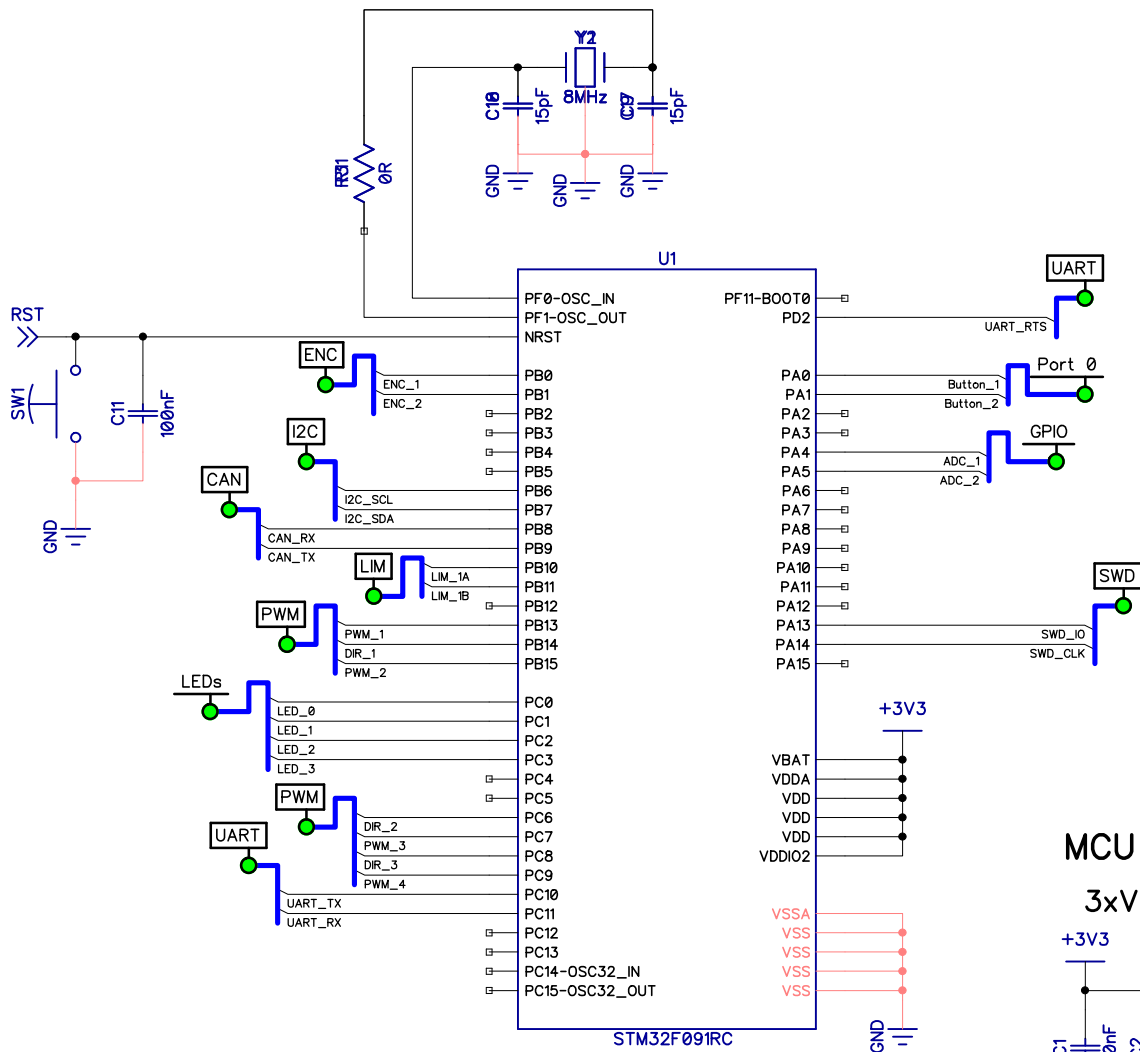 Y2
8MHz
15pF
15pF
0R
GND
GND
GND
U1
UART
PF0-OSC_IN
PF11-BOOT0
PF1-OSC_OUT
PD2
UART_RTS
RST
NRST
ENC
Port 0
PB0
PA0
ENC_1
Button_1
PB1
PA1
ENC_2
Button_2
SW1
C11
100nF
PB2
PA2
I2C
GPIO
PB3
PA3
PB4
PA4
ADC_1
PB5
PA5
ADC_2
CAN
PB6
PA6
I2C_SCL
PB7
PA7
I2C_SDA
GND
PB8
PA8
CAN_RX
PB9
PA9
CAN_TX
LIM
PB10
PA10
LIM_1A
SWD
PB11
PA11
LIM_1B
PB12
PA12
PWM
PB13
PA13
PWM_1
SWD_IO
PB14
PA14
DIR_1
SWD_CLK
PB15
PA15
PWM_2
LEDs
PC0
LED_0
+3V3
PC1
LED_1
PC2
LED_2
PC3
VBAT
LED_3
PC4
VDDA
PWM
PC5
VDD
PC6
VDD
DIR_2
UART
PC7
VDD
PWM_3
MCU
PC8
VDDIO2
DIR_3
PC9
PWM_4
PC10
UART_TX
3xV
PC11
VSSA
UART_RX
PC12
VSS
+3V3
PC13
VSS
PC14-OSC32_IN
VSS
PC15-OSC32_OUT
VSS
GND
STM32F091RC